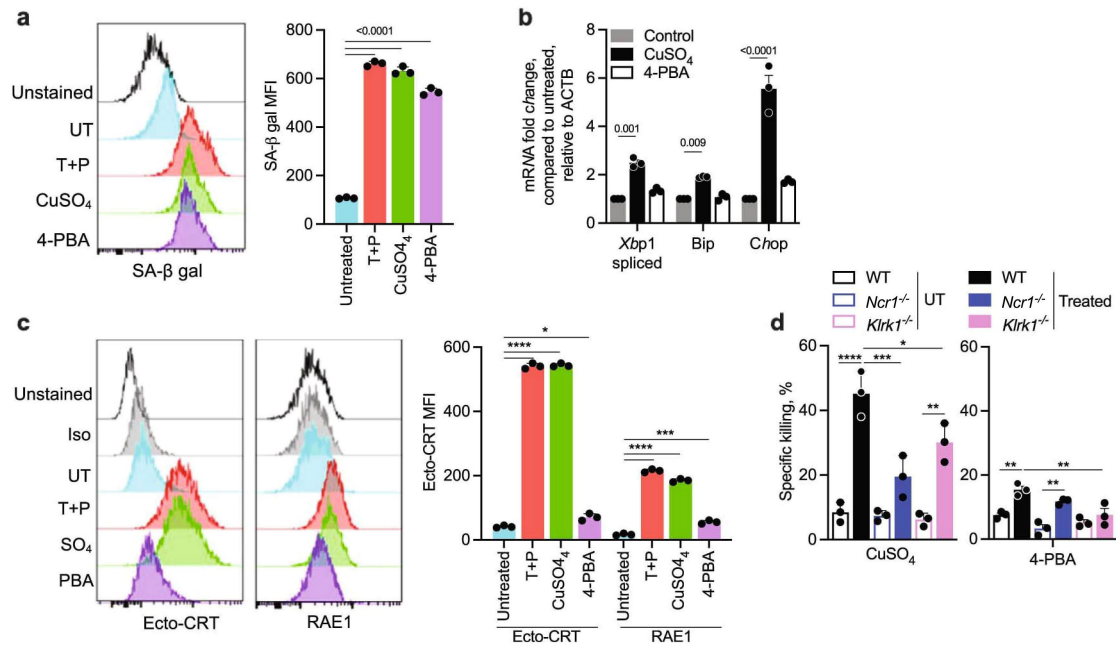 a
Unstained
UT
T+P
CuSO₄
4-PBA
SA-β gal
SA-β gal MFI
800
600
400
200
0
<0.0001
Untreated
T+P
CuSO4₄
4-PBA
b
Control
CuSO₄
4-PBA
mRNA fold change,
compared to untreated,
relative to ACTB
8
6
4
2
0
0.001
0.009
<0.0001
Xbp1
spliced
Bip
Chop
c
Unstained
Iso
UT
T+P
SO₄
PBA
Ecto-CRT
RAE1
Ecto-CRT MFI
600
400
200
0
****
*
****
***
Untreated
T+P
CuSO4₄
4-PBA
Untreated
T+P
CuSO4₄
4-PBA
Ecto-CRT
RAE1
WT
Ncr1-/-
Klrk1-/-
UT
WT
Ncr1-/-
Klrk1-/-
Treated
d
Specific killing, %
60
40
20
0
****
***
*
**
CuSO₄
60
40
20
0
**
**
**
4-PBA